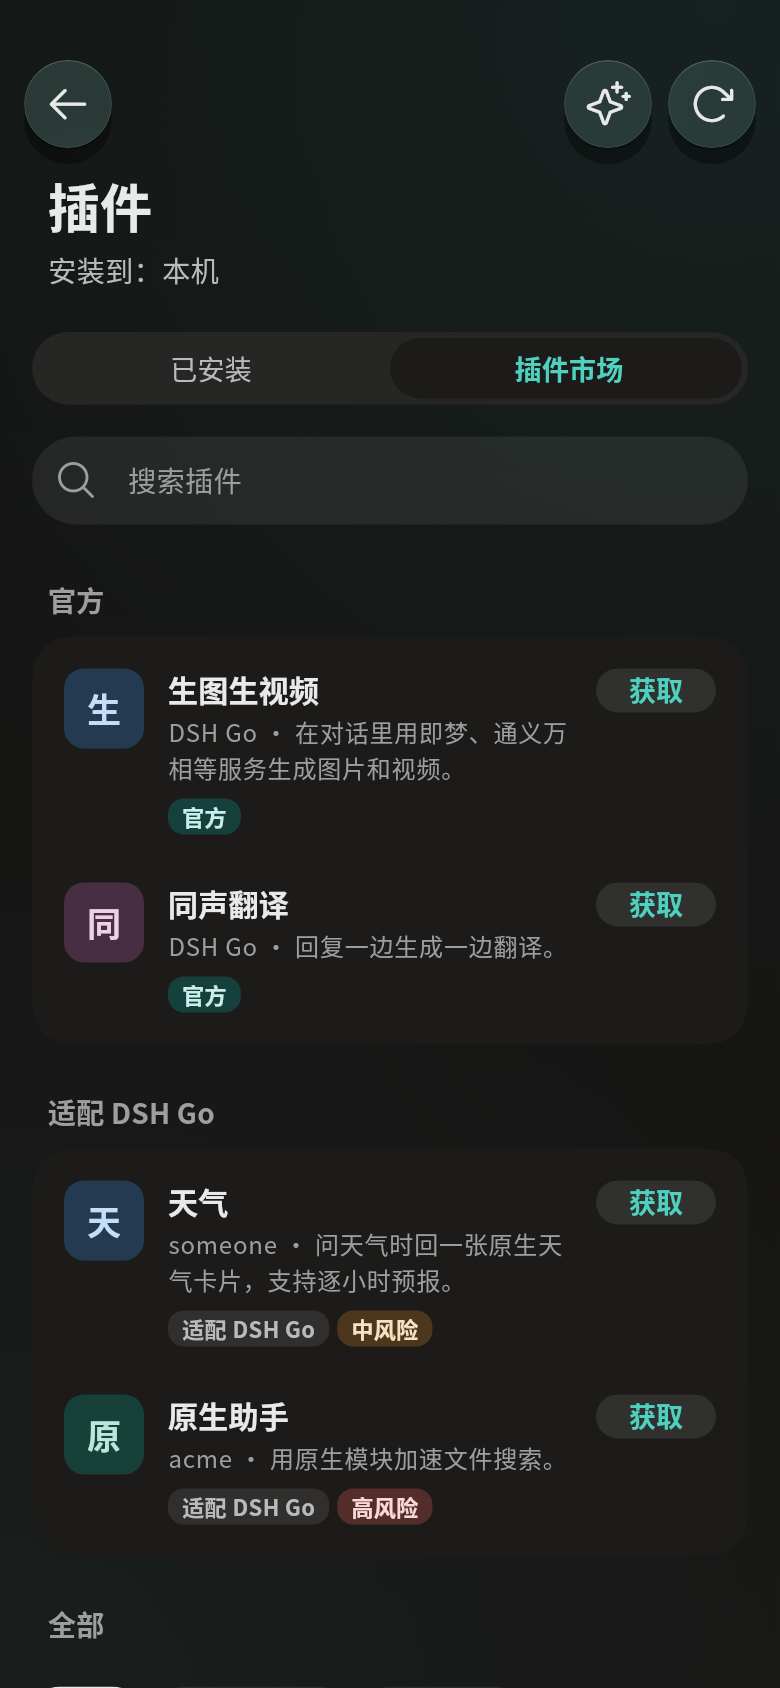 插件
安装到：本机
已安装
插件市场
搜索插件
官方
生
生图生视频
获取
DSH Go · 在对话里用即梦、通义万
相等服务生成图片和视频。
官方
同
同声翻译
获取
DSH Go · 回复一边生成一边翻译。
官方
适配 DSH Go
天
天气
获取
someone · 问天气时回一张原生天
气卡片，支持逐小时预报。
适配 DSH Go
中风险
原
原生助手
获取
acme · 用原生模块加速文件搜索。
适配 DSH Go
高风险
全部